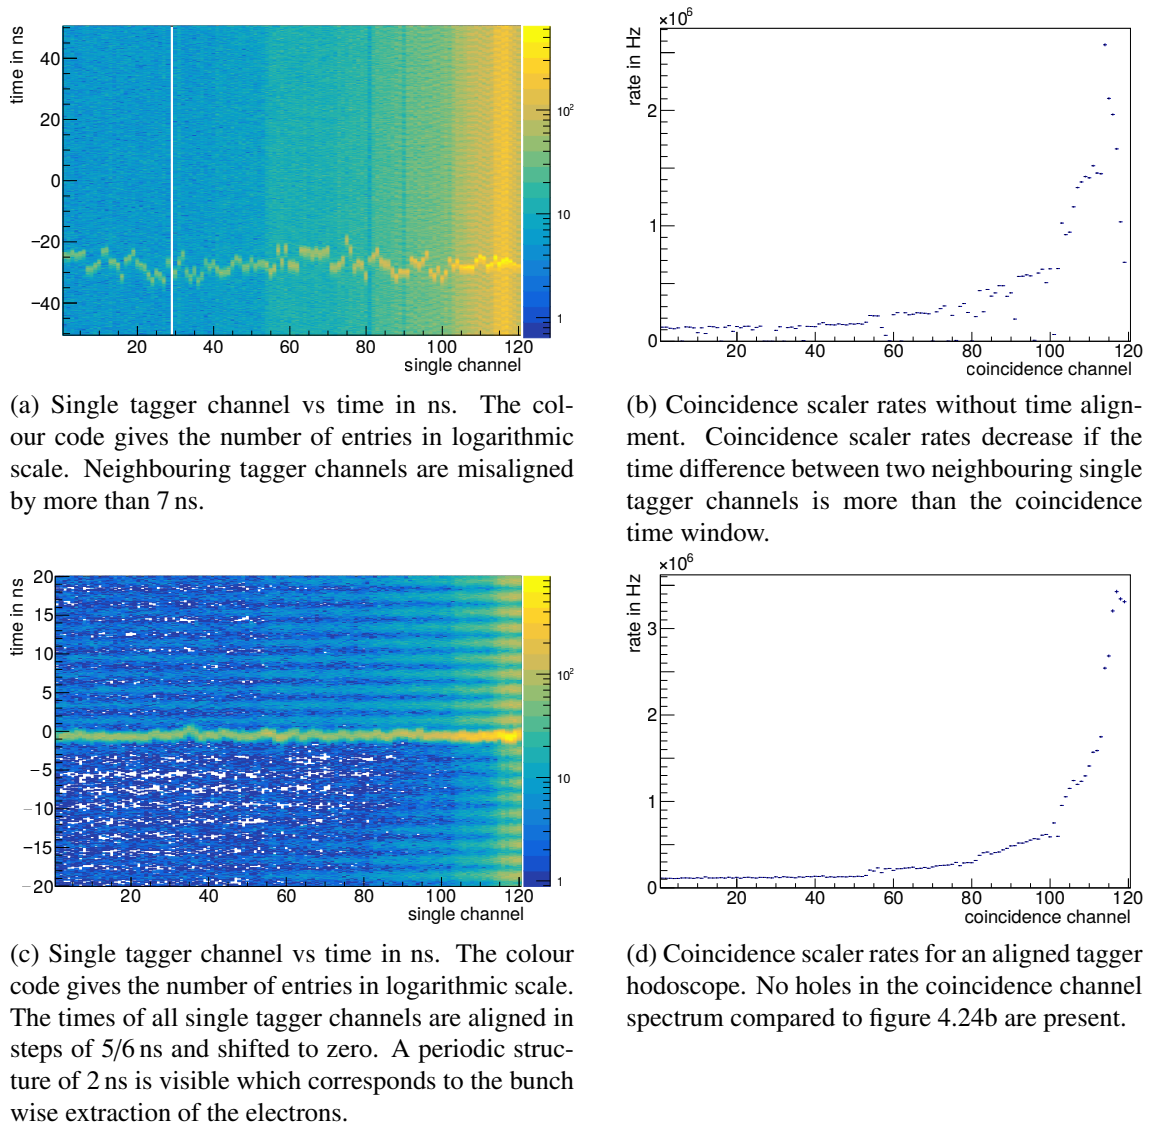 time in ns
40
20
0
−20
−40
20 40 60 80 100 120
single channel
10²
10
1
×10⁶
rate in Hz
2
1
0
20 40 60 80 100 120
coincidence channel
(a) Single tagger channel vs time in ns. The col-
our code gives the number of entries in logarithmic
scale. Neighbouring tagger channels are misaligned
by more than 7 ns.
(b) Coincidence scaler rates without time align-
ment. Coincidence scaler rates decrease if the
time difference between two neighbouring single
tagger channels is more than the coincidence
time window.
time in ns
20
15
10
5
0
−5
−10
−15
−20
0 20 40 60 80 100 120
single channel
10²
10
1
×10⁶
rate in Hz
3
2
1
0
20 40 60 80 100 120
coincidence channel
(c) Single tagger channel vs time in ns. The colour
code gives the number of entries in logarithmic scale.
The times of all single tagger channels are aligned in
steps of 5/6 ns and shifted to zero. A periodic struc-
ture of 2 ns is visible which corresponds to the bunch
wise extraction of the electrons.
(d) Coincidence scaler rates for an aligned tagger
hodoscope. No holes in the coincidence channel
spectrum compared to figure 4.24b are present.